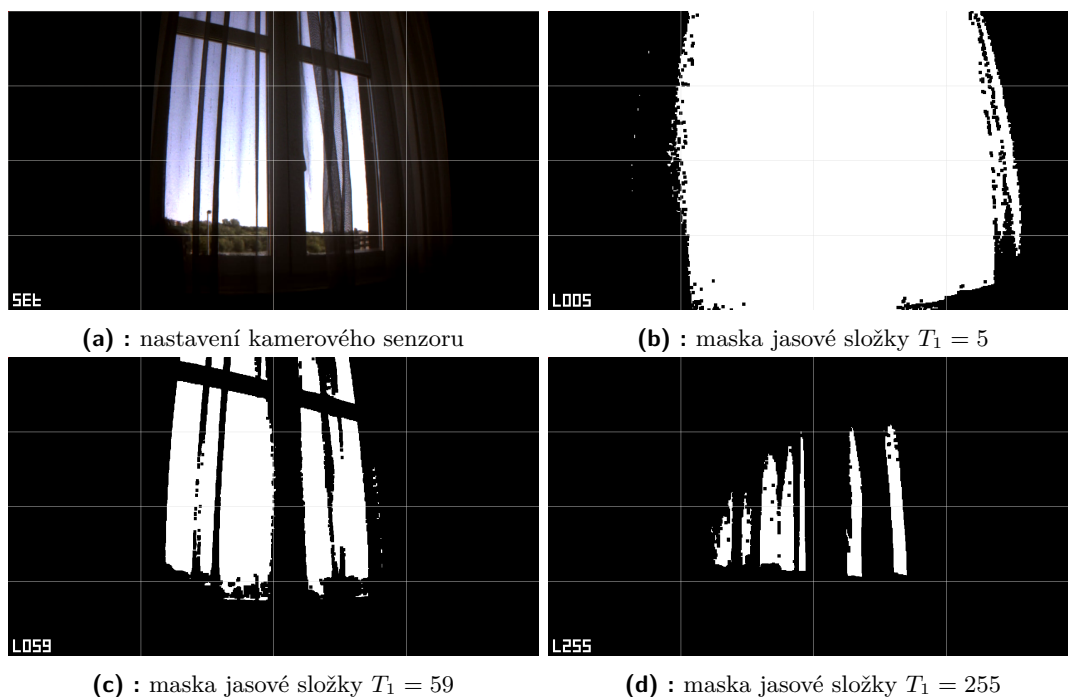 SEt
L005
(a) : nastavení kamerového senzoru
(b) : maska jasové složky T₁ = 5
L059
L255
(c) : maska jasové složky T₁ = 59
(d) : maska jasové složky T₁ = 255